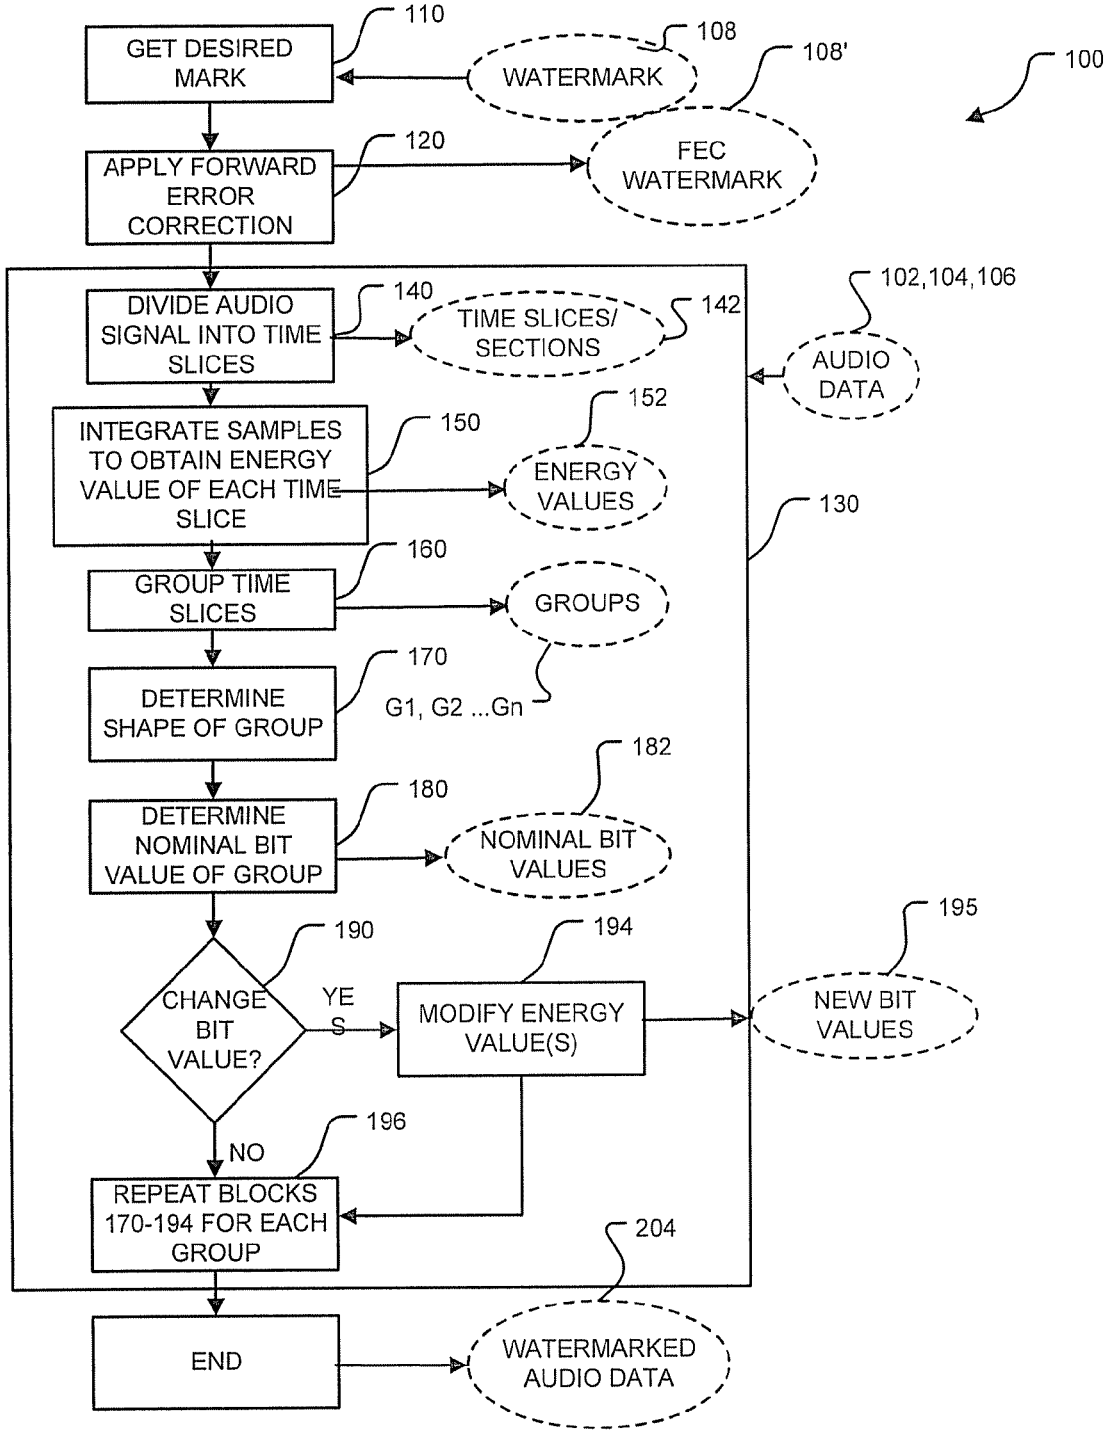 110
GET DESIRED
MARK
108
WATERMARK
108'
100
120
APPLY FORWARD
ERROR
CORRECTION
FEC
WATERMARK
102,104,106
AUDIO
DATA
140
DIVIDE AUDIO
SIGNAL INTO TIME
SLICES
142
TIME SLICES/
SECTIONS
150
INTEGRATE SAMPLES
TO OBTAIN ENERGY
VALUE OF EACH TIME
SLICE
152
ENERGY
VALUES
130
160
GROUP TIME
SLICES
GROUPS
G1, G2 ...Gn
170
DETERMINE
SHAPE OF GROUP
180
DETERMINE
NOMINAL BIT
VALUE OF GROUP
182
NOMINAL BIT
VALUES
190
CHANGE
BIT
VALUE?
YE
S
194
MODIFY ENERGY
VALUE(S)
195
NEW BIT
VALUES
NO
196
REPEAT BLOCKS
170-194 FOR EACH
GROUP
204
END
WATERMARKED
AUDIO DATA